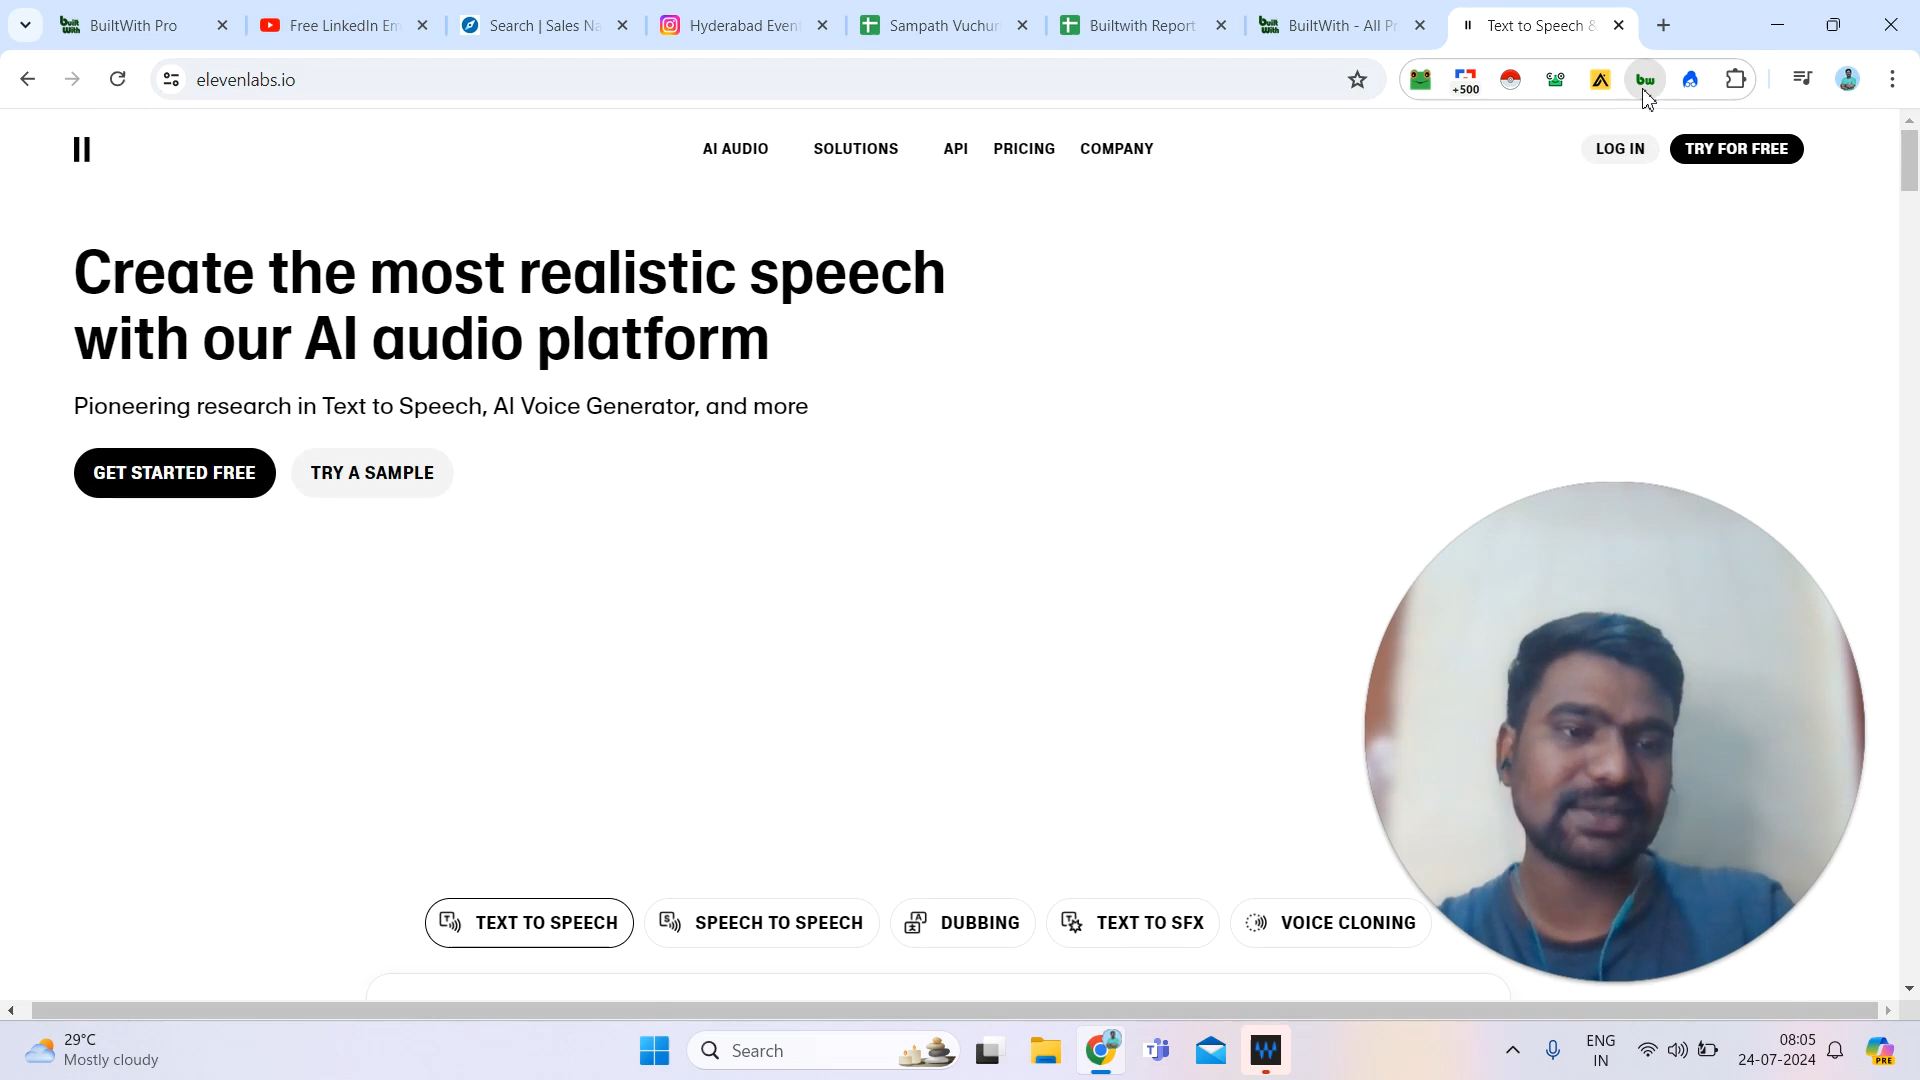 BuiltWith Pro
Free LinkedIn Em
Search | Sales Na
Hyderabad Event
Sampath Vuchur
Builtwith Report
BuiltWith - All Pr
Text to Speech &
elevenlabs.io
+500
bw
AI AUDIO
SOLUTIONS
API
PRICING
COMPANY
LOG IN
TRY FOR FREE
Create the most realistic speech
with our AI audio platform
Pioneering research in Text to Speech, AI Voice Generator, and more
GET STARTED FREE
TRY A SAMPLE
TEXT TO SPEECH
SPEECH TO SPEECH
DUBBING
TEXT TO SFX
VOICE CLONING
29°C
Mostly cloudy
Search
ENG
IN
08:05
24-07-2024
PRE